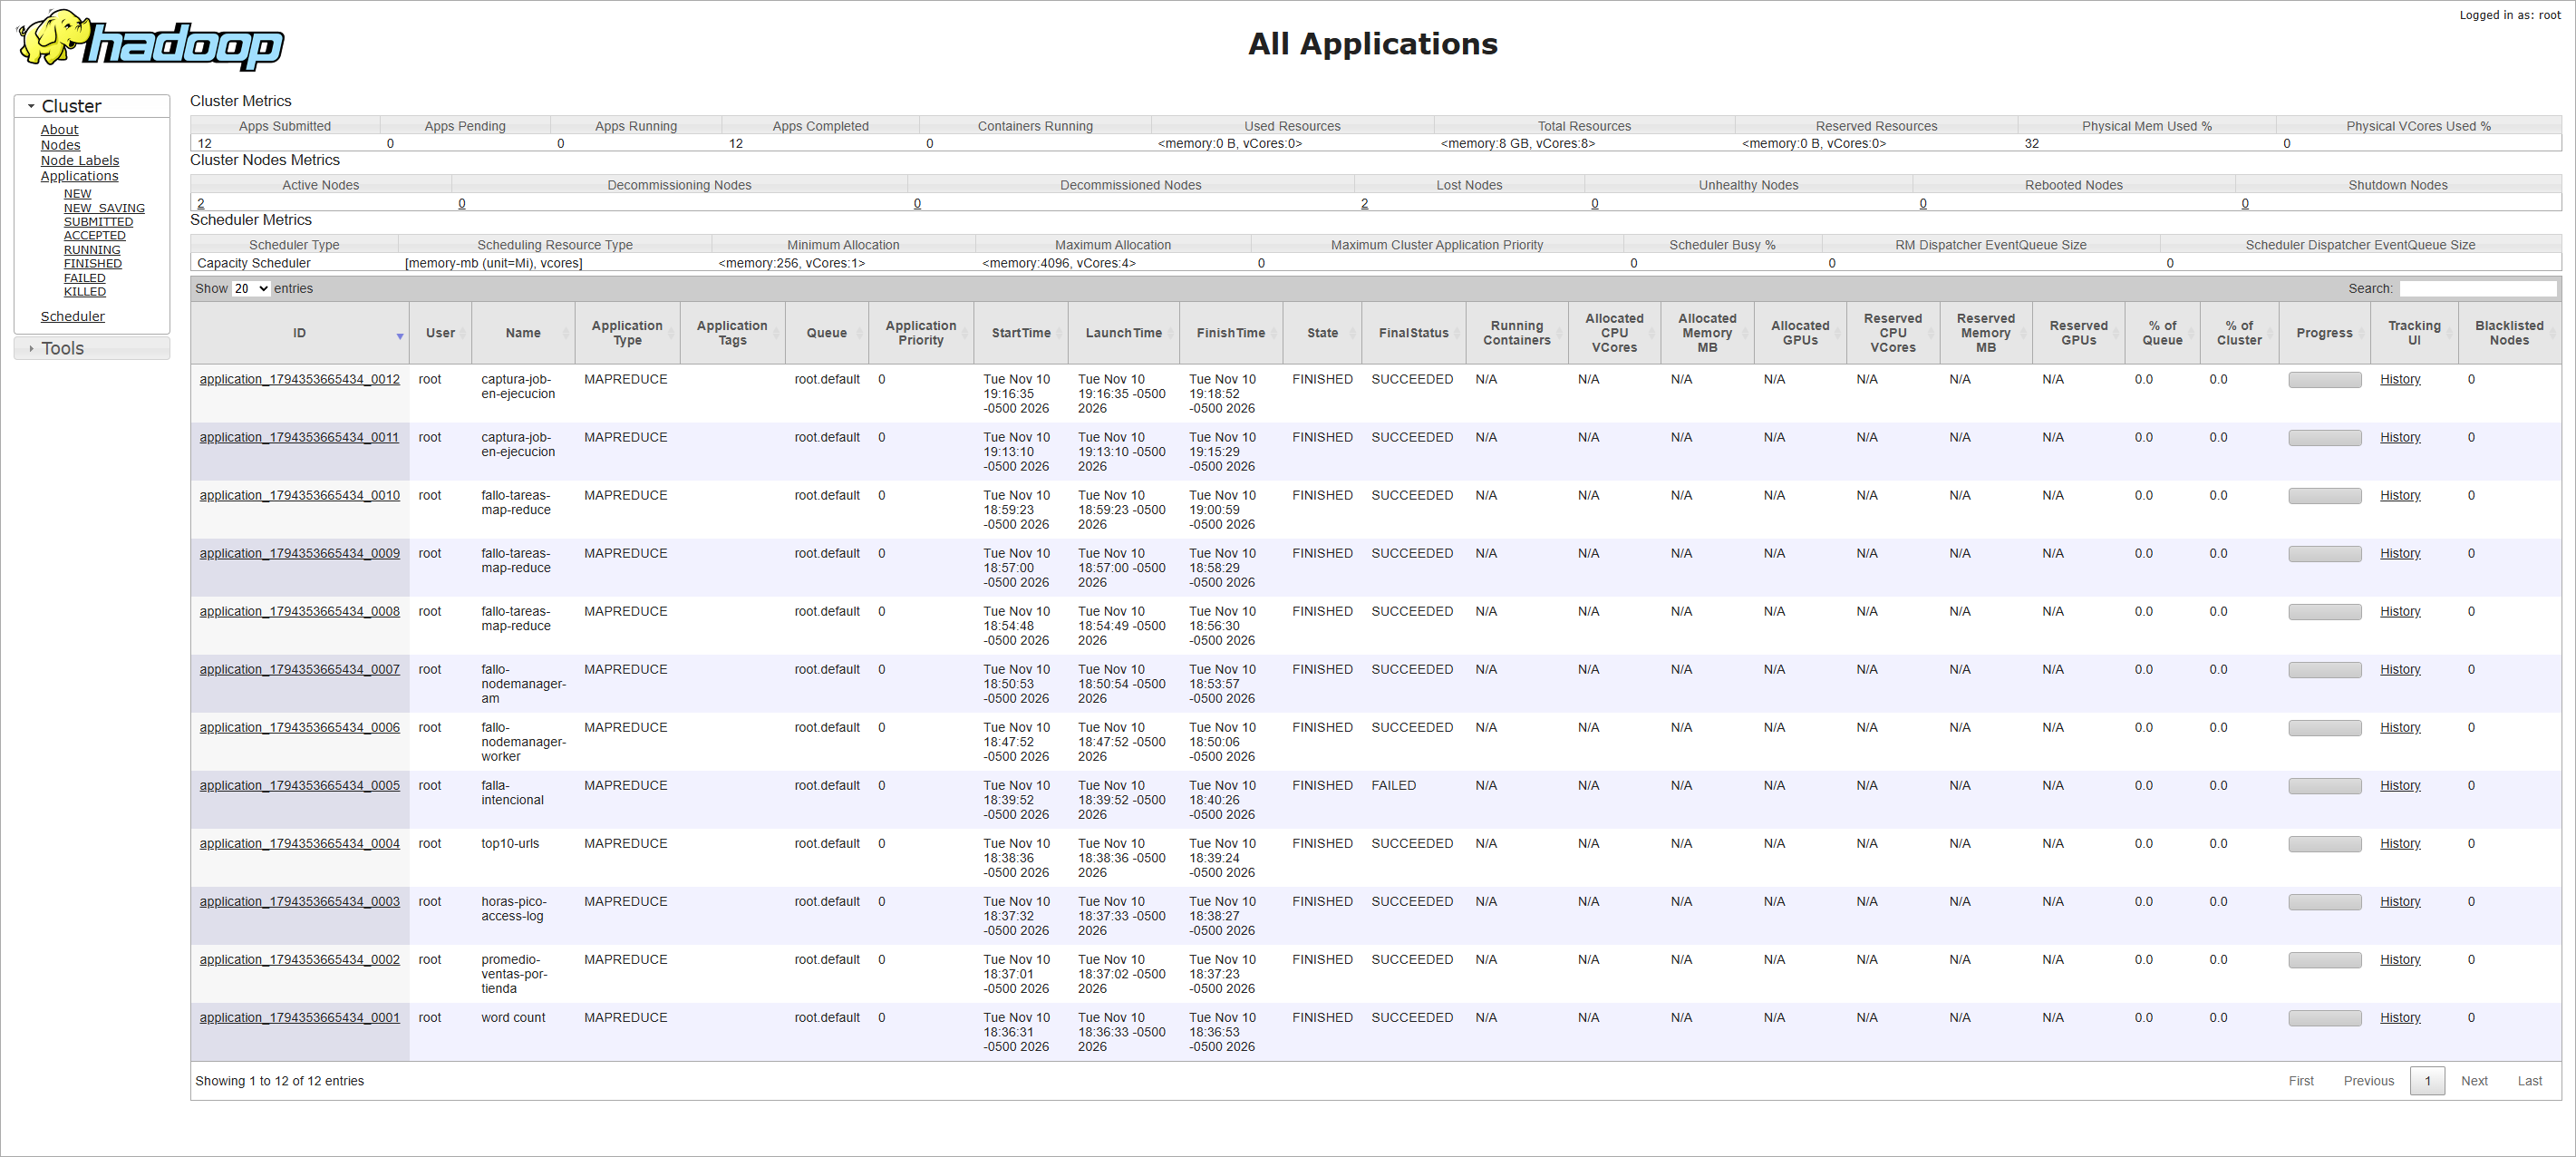 hadoop
All Applications
Logged in as: root
Cluster
About
Nodes
Node Labels
Applications
NEW
NEW_SAVING
SUBMITTED
ACCEPTED
RUNNING
FINISHED
FAILED
KILLED
Scheduler
Tools
Cluster Metrics
Apps Submitted Apps Pending Apps Running Apps Completed Containers Running Used Resources Total Resources Reserved Resources Physical Mem Used % Physical VCores Used %
12 0 0 12 0 <memory:0 B, vCores:0> <memory:8 GB, vCores:8> <memory:0 B, vCores:0> 32 0
Cluster Nodes Metrics
Active Nodes Decommissioning Nodes Decommissioned Nodes Lost Nodes Unhealthy Nodes Rebooted Nodes Shutdown Nodes
2 0 0 2 0 0 0
Scheduler Metrics
Scheduler Type Scheduling Resource Type Minimum Allocation Maximum Allocation Maximum Cluster Application Priority Scheduler Busy % RM Dispatcher EventQueue Size Scheduler Dispatcher EventQueue Size
Capacity Scheduler [memory-mb (unit=Mi), vcores] <memory:256, vCores:1> <memory:4096, vCores:4> 0 0 0 0
Show 20 entries Search:
ID User Name Application Type Application Tags Queue Application Priority StartTime LaunchTime FinishTime State FinalStatus Running Containers Allocated CPU VCores Allocated Memory MB Allocated GPUs Reserved CPU VCores Reserved Memory MB Reserved GPUs % of Queue % of Cluster Progress Tracking UI Blacklisted Nodes
application_1794353665434_0012 root captura-job-en-ejecucion MAPREDUCE root.default 0 Tue Nov 10 19:16:35 -0500 2026 Tue Nov 10 19:16:35 -0500 2026 Tue Nov 10 19:18:52 -0500 2026 FINISHED SUCCEEDED N/A N/A N/A N/A N/A N/A N/A 0.0 0.0 History 0
application_1794353665434_0011 root captura-job-en-ejecucion MAPREDUCE root.default 0 Tue Nov 10 19:13:10 -0500 2026 Tue Nov 10 19:13:10 -0500 2026 Tue Nov 10 19:15:29 -0500 2026 FINISHED SUCCEEDED N/A N/A N/A N/A N/A N/A N/A 0.0 0.0 History 0
application_1794353665434_0010 root fallo-tareas-map-reduce MAPREDUCE root.default 0 Tue Nov 10 18:59:23 -0500 2026 Tue Nov 10 18:59:23 -0500 2026 Tue Nov 10 19:00:59 -0500 2026 FINISHED SUCCEEDED N/A N/A N/A N/A N/A N/A N/A 0.0 0.0 History 0
application_1794353665434_0009 root fallo-tareas-map-reduce MAPREDUCE root.default 0 Tue Nov 10 18:57:00 -0500 2026 Tue Nov 10 18:57:00 -0500 2026 Tue Nov 10 18:58:29 -0500 2026 FINISHED SUCCEEDED N/A N/A N/A N/A N/A N/A N/A 0.0 0.0 History 0
application_1794353665434_0008 root fallo-tareas-map-reduce MAPREDUCE root.default 0 Tue Nov 10 18:54:48 -0500 2026 Tue Nov 10 18:54:49 -0500 2026 Tue Nov 10 18:56:30 -0500 2026 FINISHED SUCCEEDED N/A N/A N/A N/A N/A N/A N/A 0.0 0.0 History 0
application_1794353665434_0007 root fallo-nodemanager-am MAPREDUCE root.default 0 Tue Nov 10 18:50:53 -0500 2026 Tue Nov 10 18:50:54 -0500 2026 Tue Nov 10 18:53:57 -0500 2026 FINISHED SUCCEEDED N/A N/A N/A N/A N/A N/A N/A 0.0 0.0 History 0
application_1794353665434_0006 root fallo-nodemanager-worker MAPREDUCE root.default 0 Tue Nov 10 18:47:52 -0500 2026 Tue Nov 10 18:47:52 -0500 2026 Tue Nov 10 18:50:06 -0500 2026 FINISHED SUCCEEDED N/A N/A N/A N/A N/A N/A N/A 0.0 0.0 History 0
application_1794353665434_0005 root falla-intencional MAPREDUCE root.default 0 Tue Nov 10 18:39:52 -0500 2026 Tue Nov 10 18:39:52 -0500 2026 Tue Nov 10 18:40:26 -0500 2026 FINISHED FAILED N/A N/A N/A N/A N/A N/A N/A 0.0 0.0 History 0
application_1794353665434_0004 root top10-urls MAPREDUCE root.default 0 Tue Nov 10 18:38:36 -0500 2026 Tue Nov 10 18:38:36 -0500 2026 Tue Nov 10 18:39:24 -0500 2026 FINISHED SUCCEEDED N/A N/A N/A N/A N/A N/A N/A 0.0 0.0 History 0
application_1794353665434_0003 root horas-pico-access-log MAPREDUCE root.default 0 Tue Nov 10 18:37:32 -0500 2026 Tue Nov 10 18:37:33 -0500 2026 Tue Nov 10 18:38:27 -0500 2026 FINISHED SUCCEEDED N/A N/A N/A N/A N/A N/A N/A 0.0 0.0 History 0
application_1794353665434_0002 root promedio-ventas-por-tienda MAPREDUCE root.default 0 Tue Nov 10 18:37:01 -0500 2026 Tue Nov 10 18:37:02 -0500 2026 Tue Nov 10 18:37:23 -0500 2026 FINISHED SUCCEEDED N/A N/A N/A N/A N/A N/A N/A 0.0 0.0 History 0
application_1794353665434_0001 root word count MAPREDUCE root.default 0 Tue Nov 10 18:36:31 -0500 2026 Tue Nov 10 18:36:33 -0500 2026 Tue Nov 10 18:36:53 -0500 2026 FINISHED SUCCEEDED N/A N/A N/A N/A N/A N/A N/A 0.0 0.0 History 0
Showing 1 to 12 of 12 entries First Previous 1 Next Last